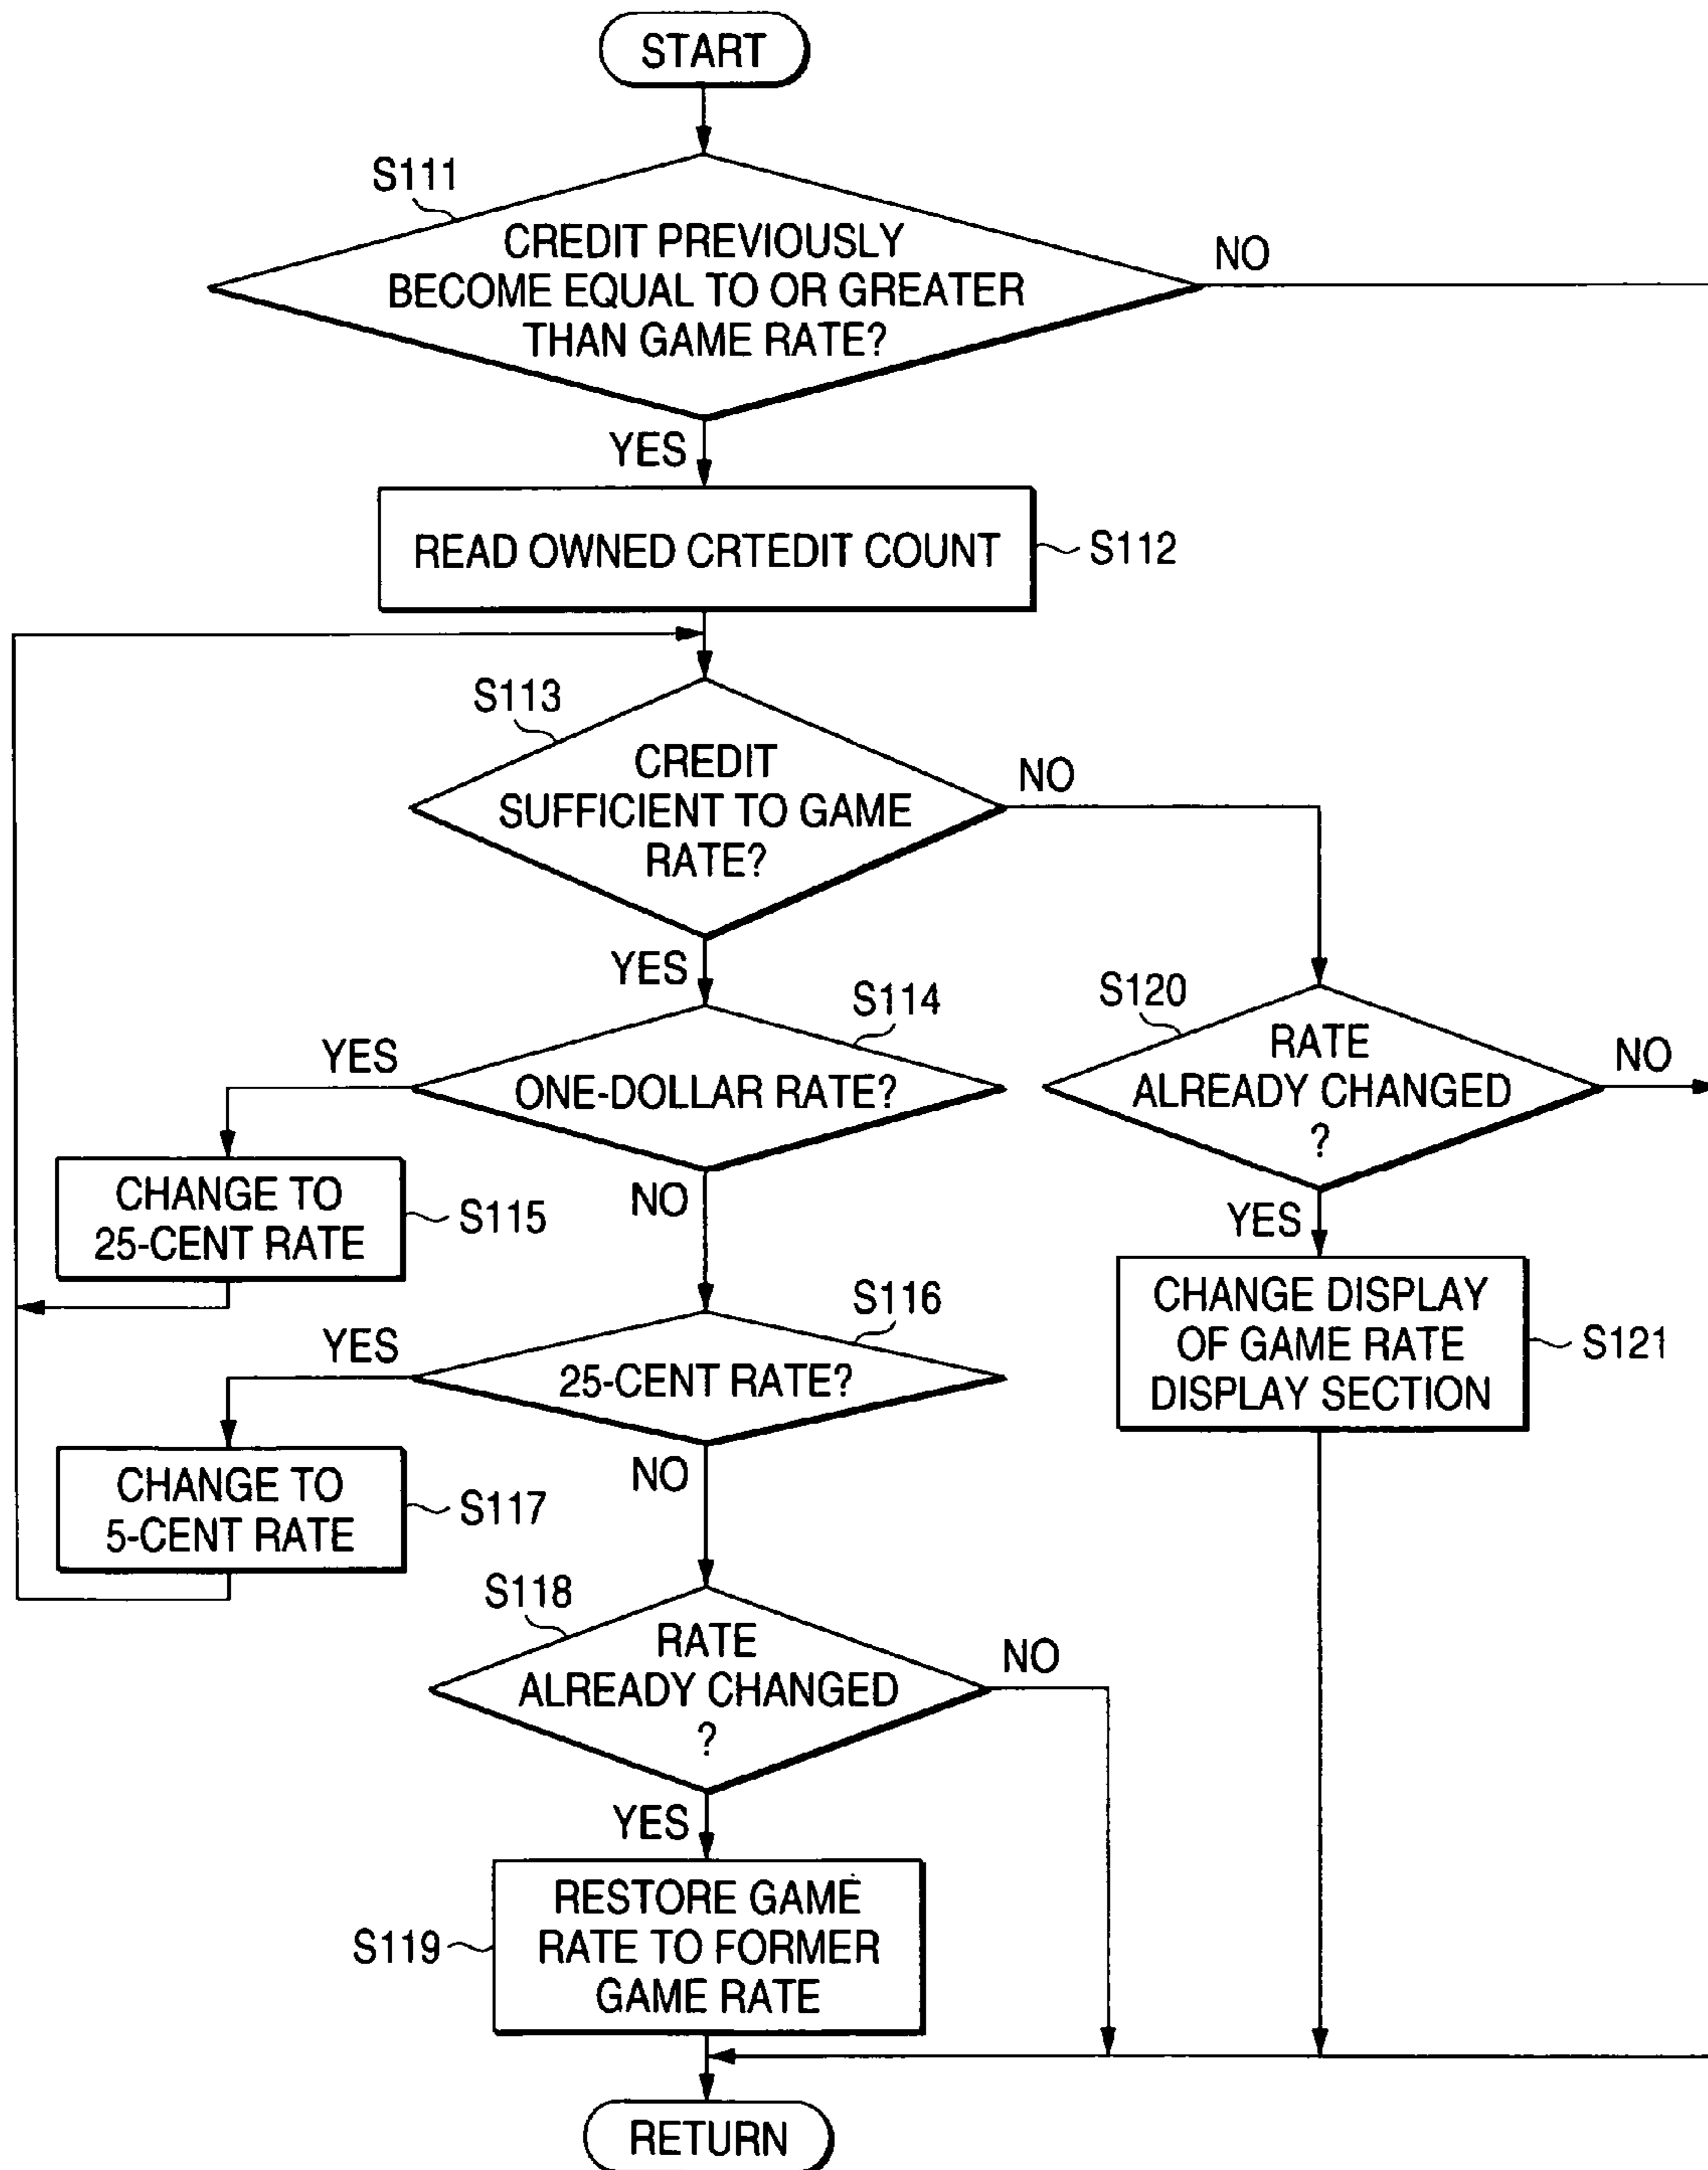 START
S111
CREDIT PREVIOUSLY
BECOME EQUAL TO OR GREATER
THAN GAME RATE?
NO
YES
READ OWNED CRTEDIT COUNT
S112
S113
CREDIT
SUFFICIENT TO GAME
RATE?
NO
YES
S114
ONE-DOLLAR RATE?
YES
NO
S120
RATE
ALREADY CHANGED
?
NO
YES
CHANGE TO
25-CENT RATE
S115
S116
25-CENT RATE?
YES
NO
CHANGE DISPLAY
OF GAME RATE
DISPLAY SECTION
S121
CHANGE TO
5-CENT RATE
S117
S118
RATE
ALREADY CHANGED
?
NO
YES
RESTORE GAME
RATE TO FORMER
GAME RATE
S119
RETURN